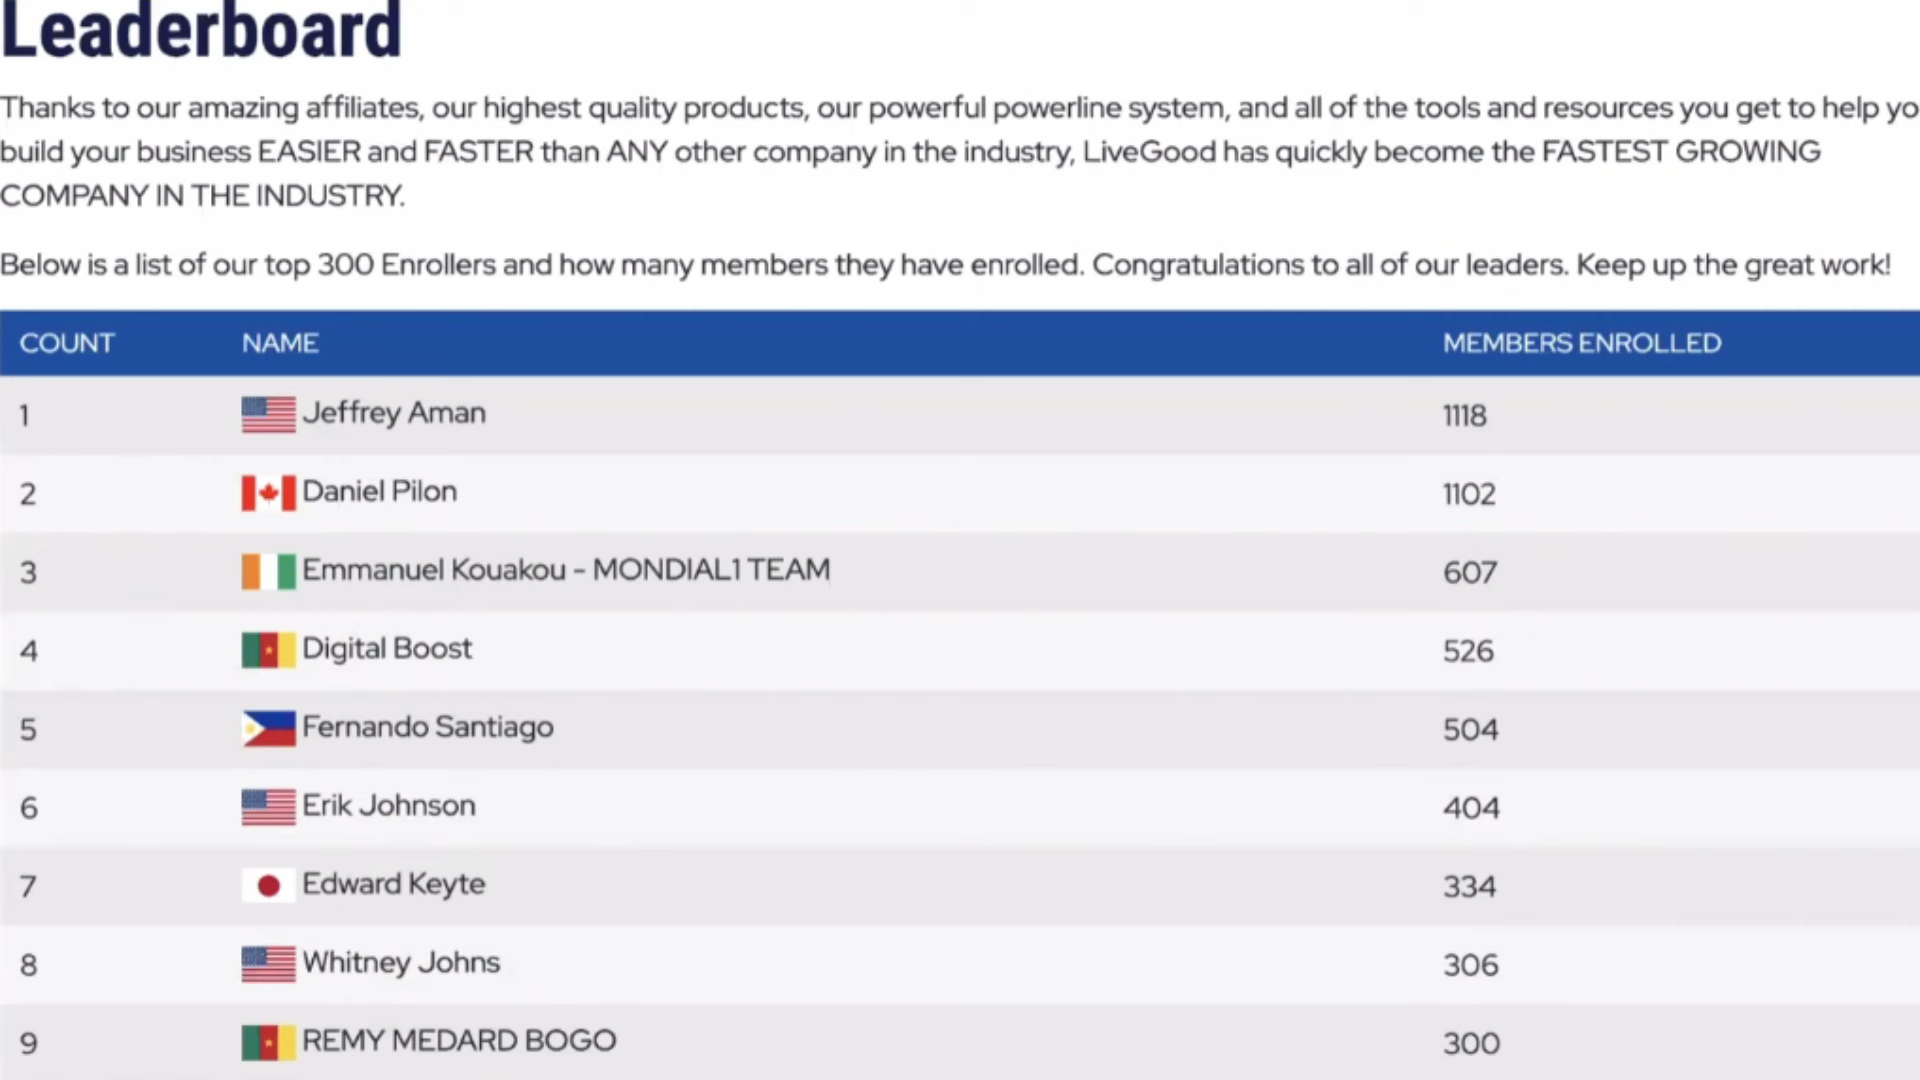 Leaderboard
Thanks to our amazing affiliates, our highest quality products, our powerful powerline system, and all of the tools and resources you get to help yo
build your business EASIER and FASTER than ANY other company in the industry, LiveGood has quickly become the FASTEST GROWING
COMPANY IN THE INDUSTRY.
Below is a list of our top 300 Enrollers and how many members they have enrolled. Congratulations to all of our leaders. Keep up the great work!
COUNT NAME MEMBERS ENROLLED
1 Jeffrey Aman 1118
2 Daniel Pilon 1102
3 Emmanuel Kouakou - MONDIAL1 TEAM 607
4 Digital Boost 526
5 Fernando Santiago 504
6 Erik Johnson 404
7 Edward Keyte 334
8 Whitney Johns 306
9 REMY MEDARD BOGO 300